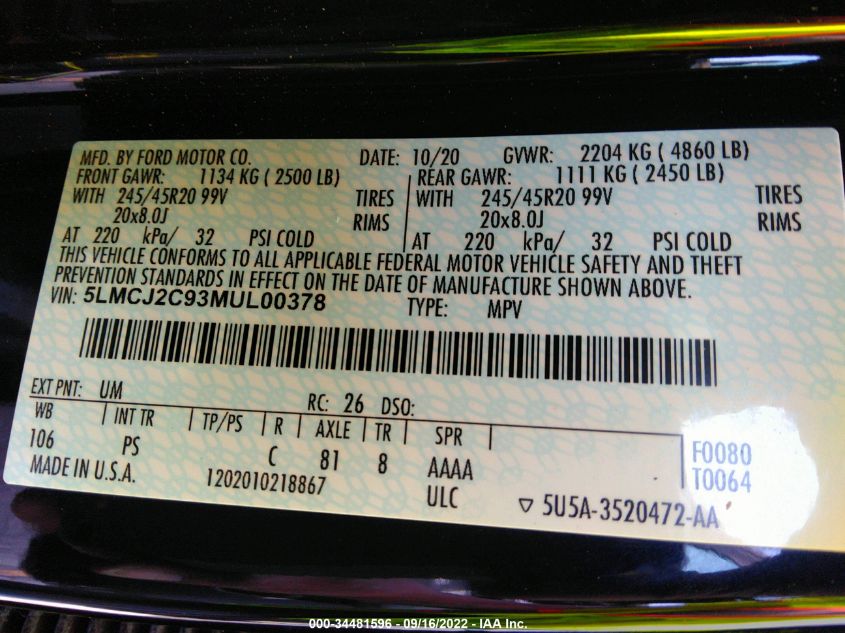 MFD. BY FORD MOTOR CO. DATE: 10/20 GVWR: 2204 KG ( 4860 LB)
FRONT GAWR: 1134 KG ( 2500 LB) REAR GAWR: 1111 KG ( 2450 LB)
WITH 245/45R20 99V TIRES WITH 245/45R20 99V TIRES
20x8.0J RIMS 20x8.0J RIMS
AT 220 kPa/ 32 PSI COLD AT 220 kPa/ 32 PSI COLD
THIS VEHICLE CONFORMS TO ALL APPLICABLE FEDERAL MOTOR VEHICLE SAFETY AND THEFT
PREVENTION STANDARDS IN EFFECT ON THE DATE OF MANUFACTURE SHOWN ABOVE.
VIN: 5LMCJ2C93MUL00378 TYPE: MPV
EXT PNT: UM RC: 26 DSO:
WB INT TR TP/PS R AXLE TR SPR
106 PS C 81 8 AAAA F0080
MADE IN U.S.A. 1202010218867 ULC T0064
▽ 5U5A-3520472-AA
000-34481596 - 09/16/2022 - IAA Inc.